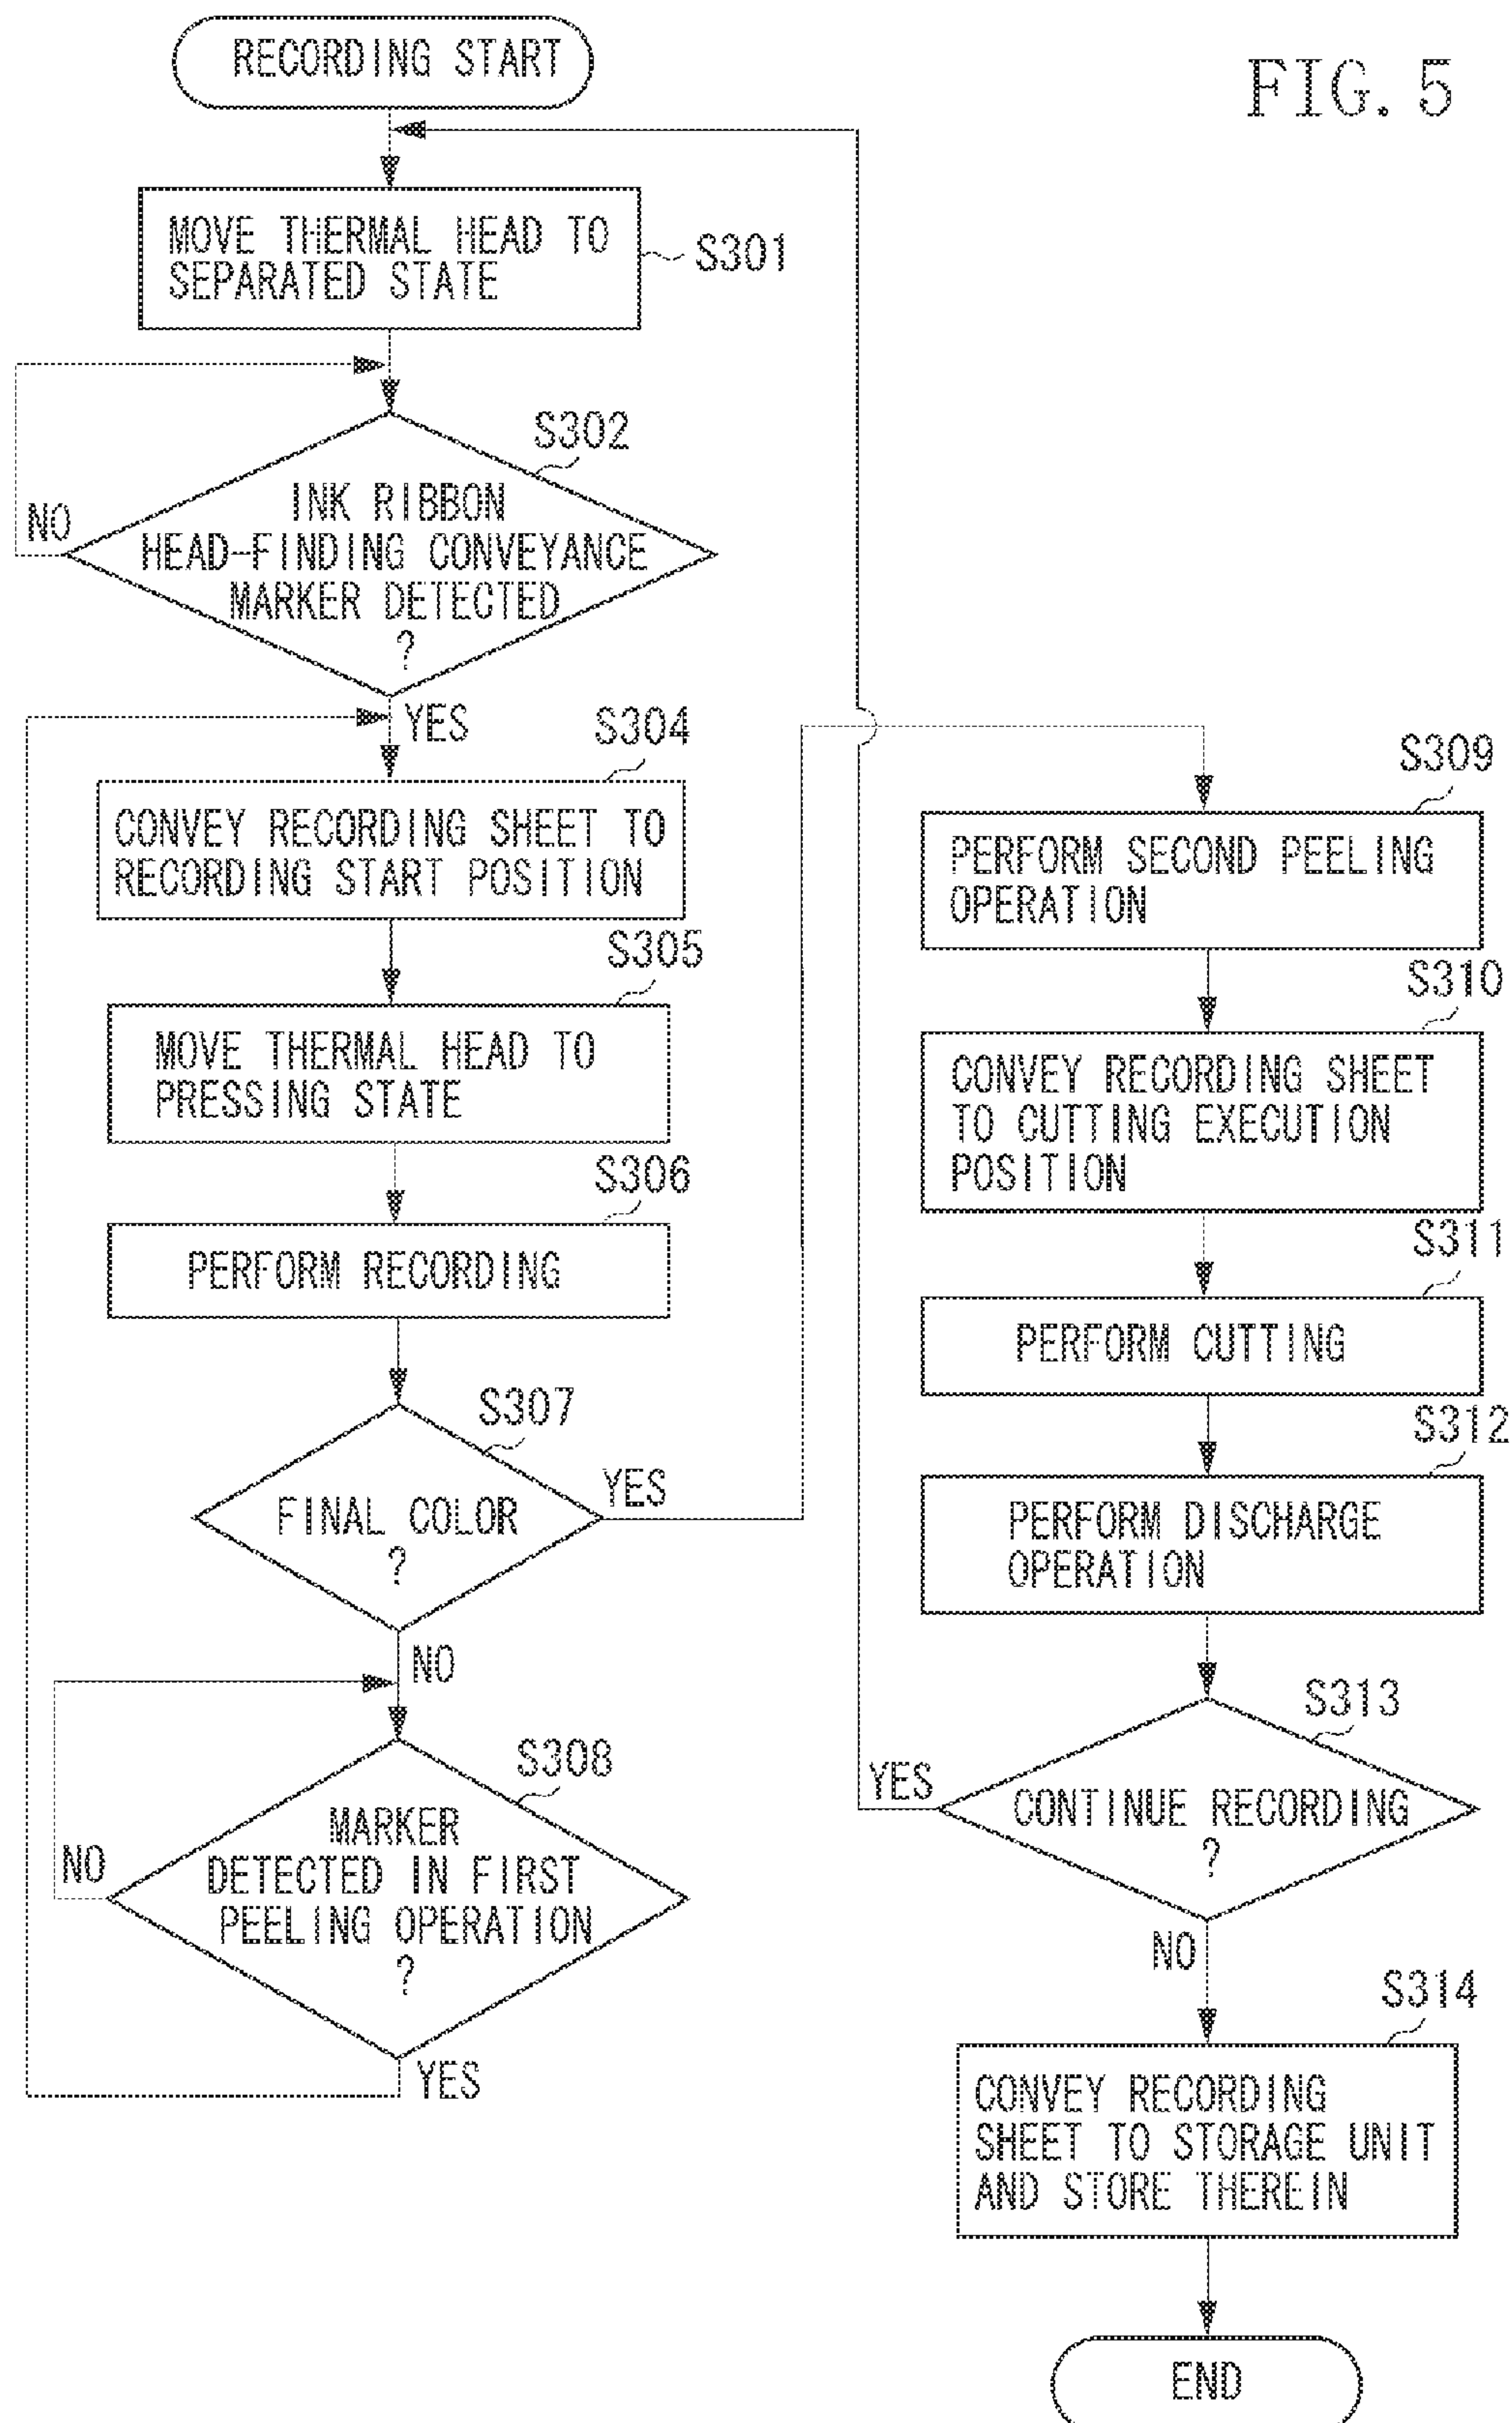 RECORDING START
FIG. 5
MOVE THERMAL HEAD TO
SEPARATED STATE
S301
S302
INK RIBBON
HEAD-FINDING CONVEYANCE
MARKER DETECTED
?
NO
YES
S304
CONVEY RECORDING SHEET TO
RECORDING START POSITION
S305
MOVE THERMAL HEAD TO
PRESSING STATE
S306
PERFORM RECORDING
S307
FINAL COLOR
?
YES
NO
S308
MARKER
DETECTED IN FIRST
PEELING OPERATION
?
NO
YES
S309
PERFORM SECOND PEELING
OPERATION
S310
CONVEY RECORDING SHEET
TO CUTTING EXECUTION
POSITION
S311
PERFORM CUTTING
S312
PERFORM DISCHARGE
OPERATION
S313
CONTINUE RECORDING
?
YES
NO
S314
CONVEY RECORDING
SHEET TO STORAGE UNIT
AND STORE THEREIN
END